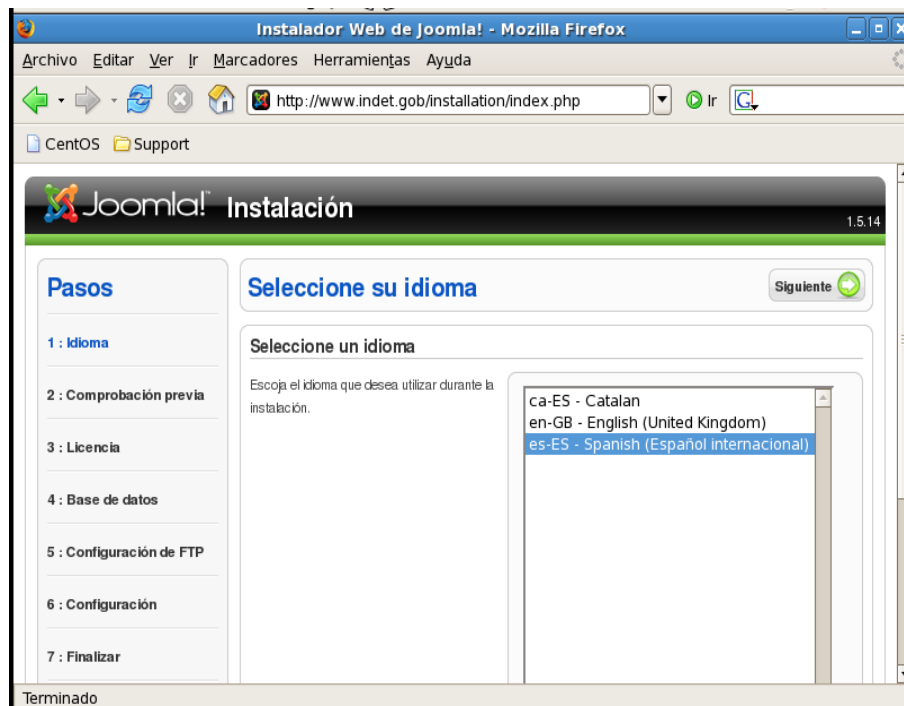 Instalador Web de Joomla! - Mozilla Firefox
Archivo Editar Ver Ir Marcadores Herramientas Ayuda
http://www.indet.gob/installation/index.php Ir G
CentOS Support
Joomla!™ Instalación
1.5.14
Pasos
1 : Idioma
2 : Comprobación previa
3 : Licencia
4 : Base de datos
5 : Configuración de FTP
6 : Configuración
7 : Finalizar
Seleccione su idioma
Siguiente
Seleccione un idioma
Escoja el idioma que desea utilizar durante la
instalación.
ca-ES - Catalan
en-GB - English (United Kingdom)
es-ES - Spanish (Español internacional)
Terminado